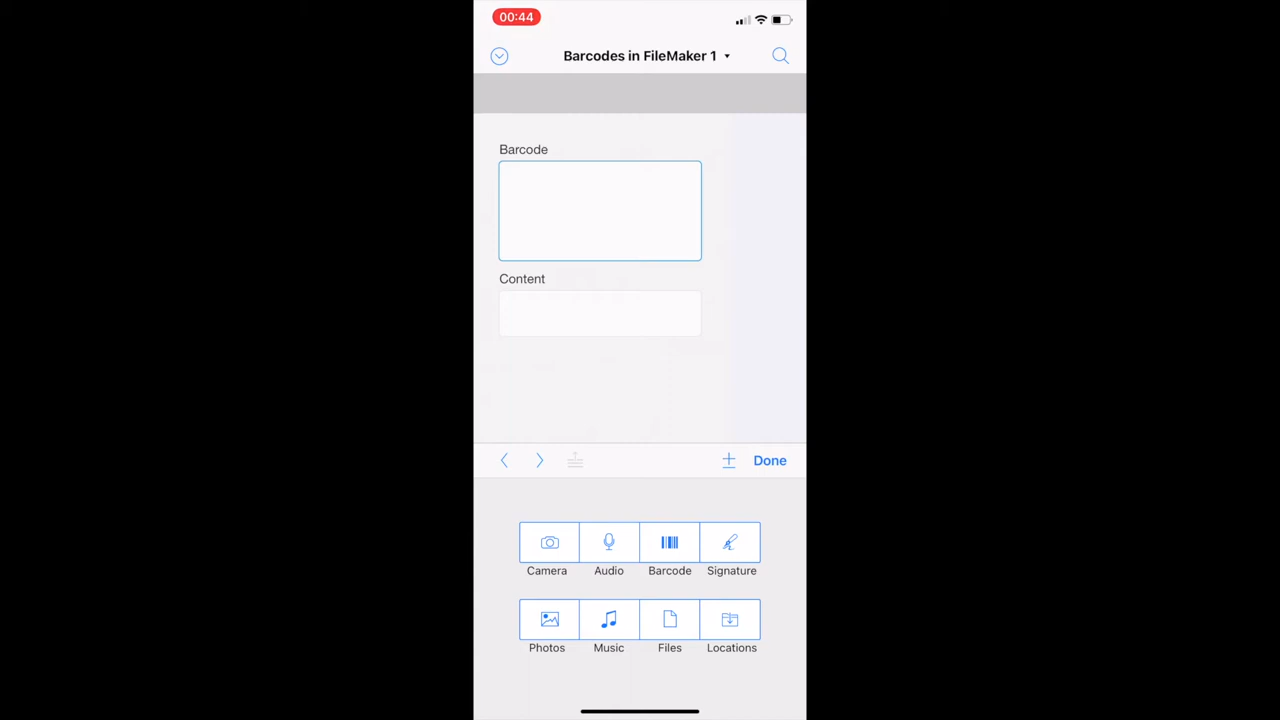 00:44
Barcodes in FileMaker 1
Barcode
Content
Done
Camera Audio Barcode Signature
Photos Music Files Locations